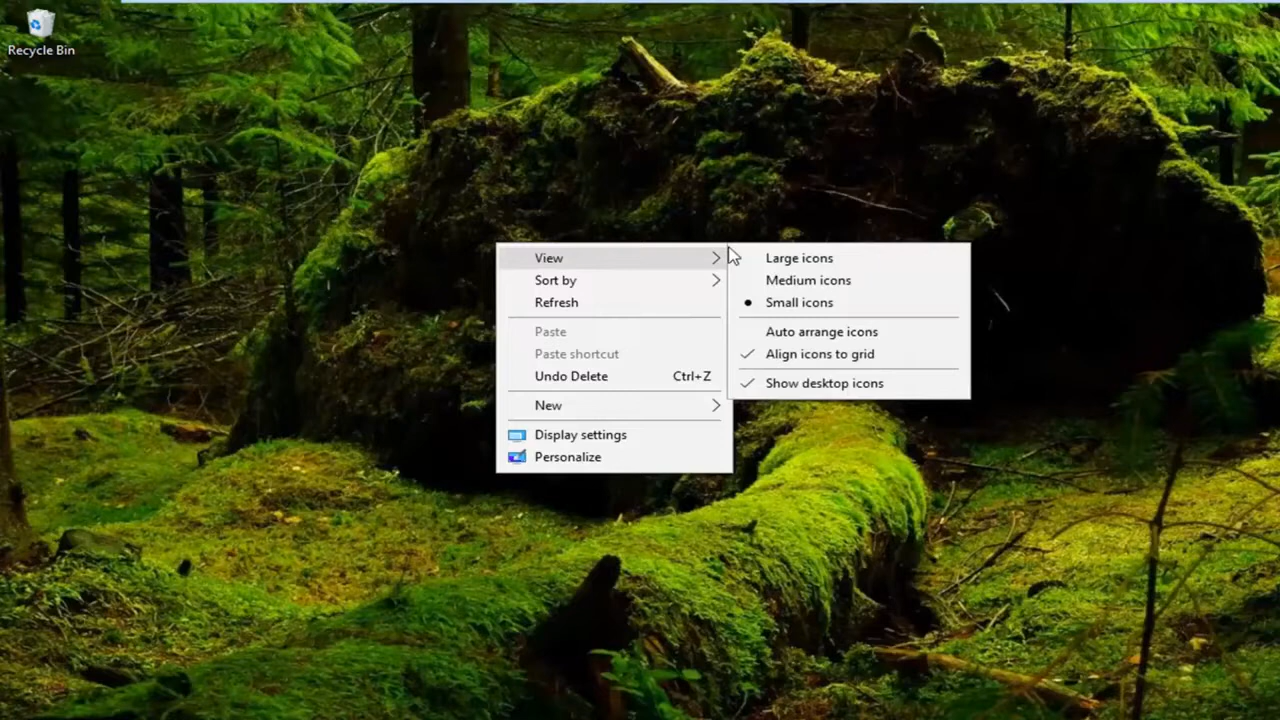 Recycle Bin
View
Sort by
Refresh
Paste
Paste shortcut
Undo Delete Ctrl+Z
New
Display settings
Personalize
Large icons
Medium icons
Small icons
Auto arrange icons
Align icons to grid
Show desktop icons